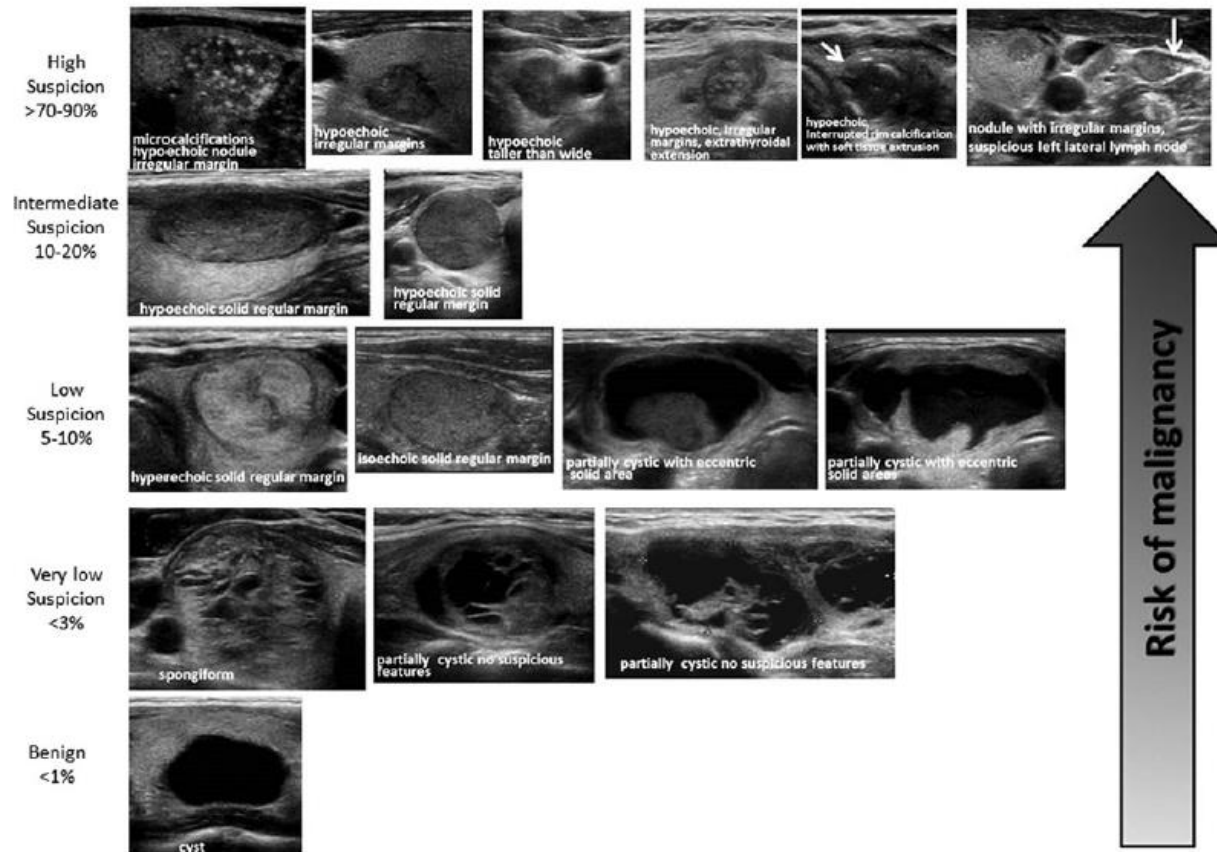 High
Suspicion
>70-90%
microcalcifications
hypoechoic nodule
irregular margin
hypoechoic
irregular margins
hypoechoic
taller than wide
hypoechoic, irregular
margins, extrathyroidal
extension
hypoechoic,
Interrupted rim calcification
with soft tissue extrusion
nodule with irregular margins,
suspicious left lateral lymph node
Intermediate
Suspicion
10-20%
hypoechoic solid regular margin
hypoechoic solid
regular margin
Low
Suspicion
5-10%
hyperechoic solid regular margin
isoechoic solid regular margin
partially cystic with eccentric
solid area
partially cystic with eccentric
solid areas
Very low
Suspicion
<3%
spongiform
partially cystic no suspicious
features
partially cystic no suspicious features
Benign
<1%
cyst
Risk of malignancy